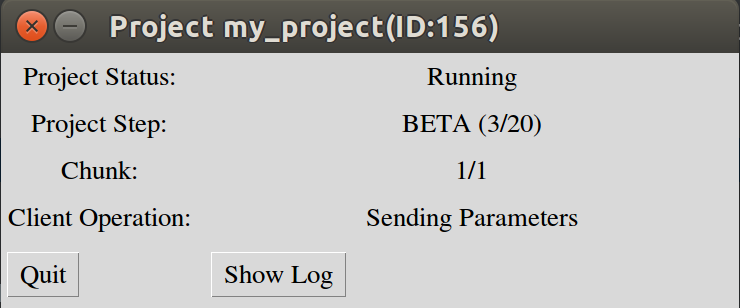 Project my_project(ID:156)
Project Status: Running
Project Step: BETA (3/20)
Chunk: 1/1
Client Operation: Sending Parameters
Quit Show Log